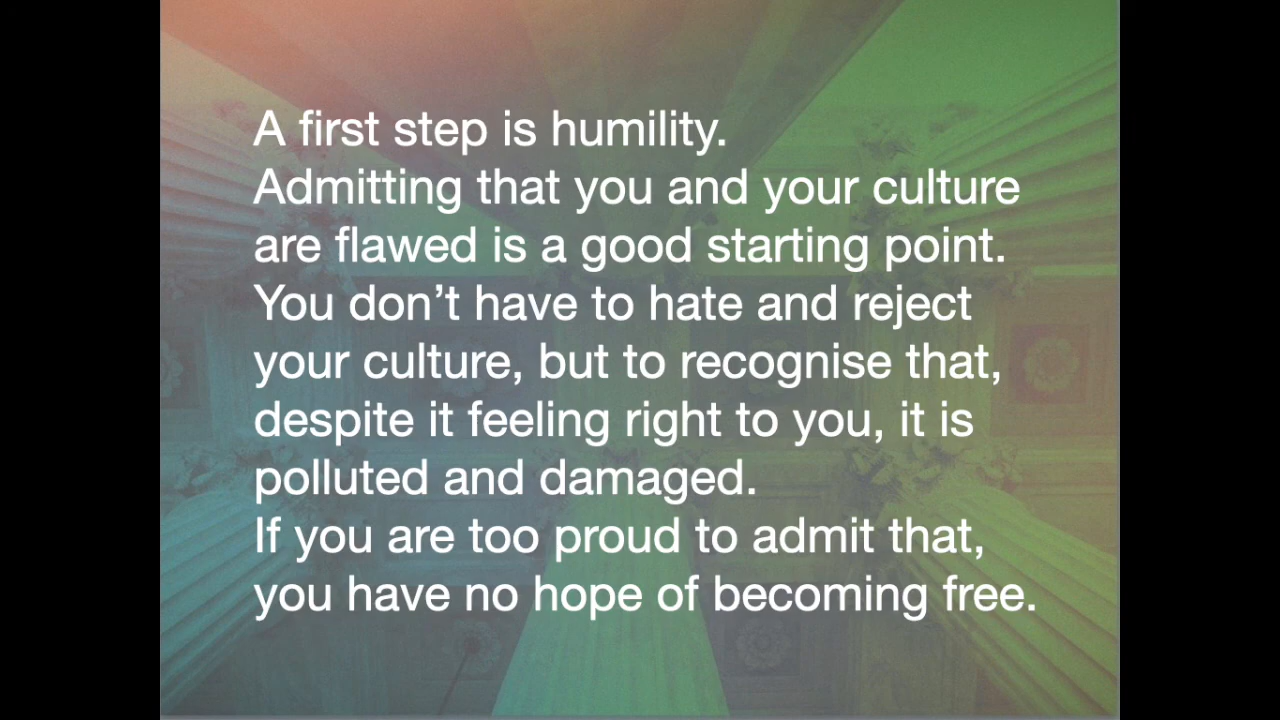 A first step is humility.
Admitting that you and your culture
are flawed is a good starting point.
You don’t have to hate and reject
your culture, but to recognise that,
despite it feeling right to you, it is
polluted and damaged.
If you are too proud to admit that,
you have no hope of becoming free.